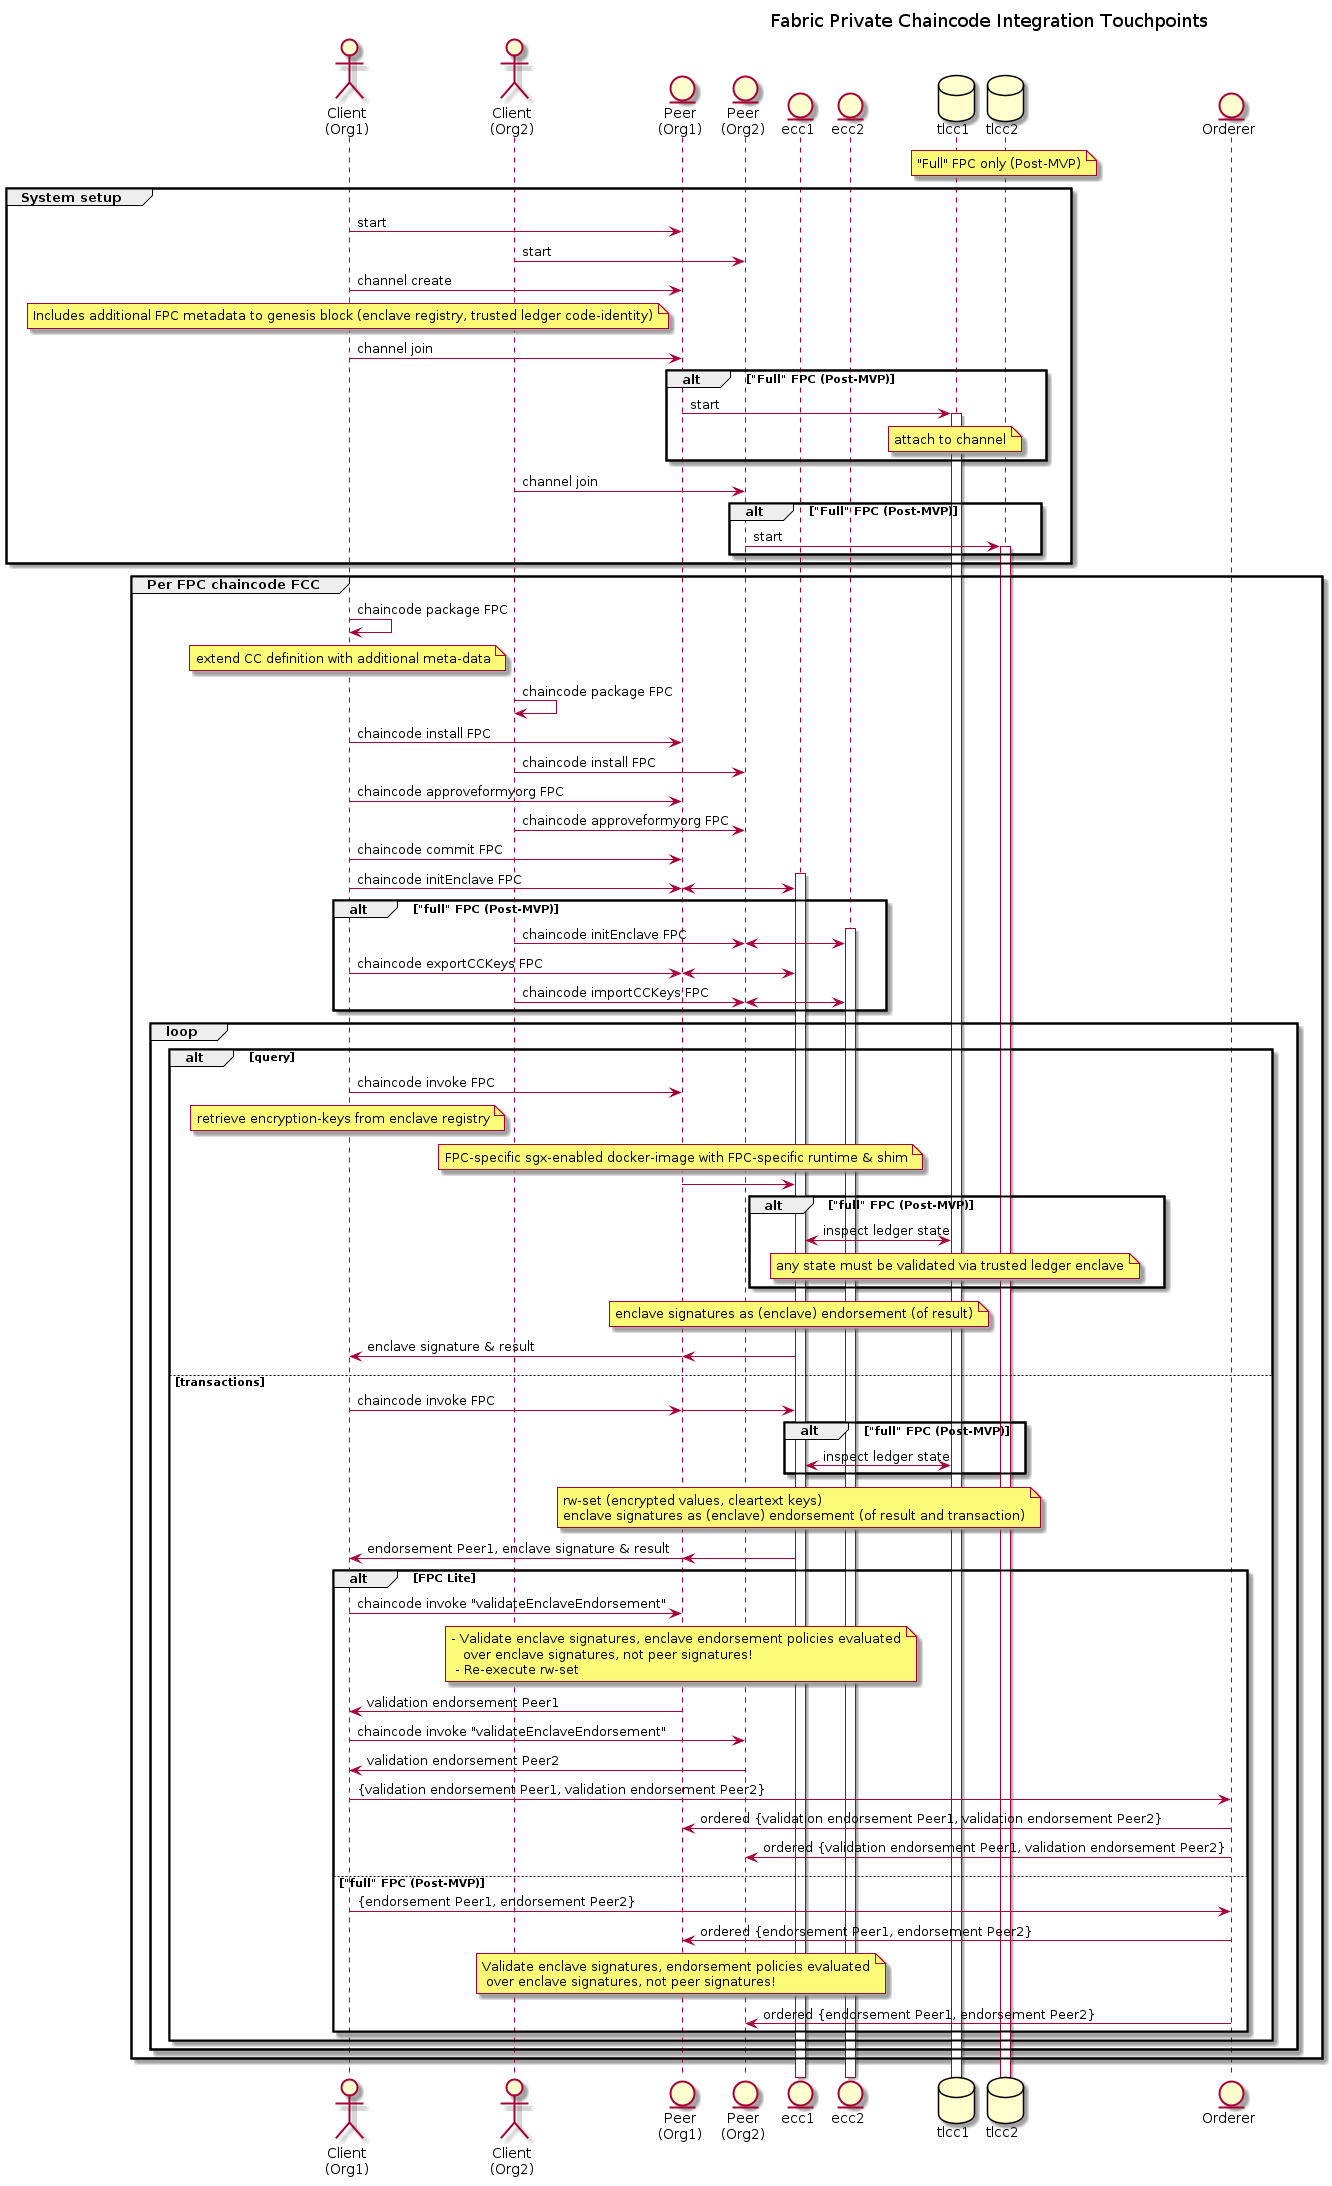 Fabric Private Chaincode Integration Touchpoints
Client
(Org1)
Client
(Org2)
Peer
(Org1)
Peer
(Org2)
ecc1
ecc2
tlcc1
tlcc2
Orderer
"Full" FPC only (Post-MVP)
System setup
start
start
channel create
Includes additional FPC metadata to genesis block (enclave registry, trusted ledger code-identity)
channel join
alt
["Full" FPC (Post-MVP)]
start
attach to channel
channel join
alt
["Full" FPC (Post-MVP)]
start
Per FPC chaincode FCC
chaincode package FPC
extend CC definition with additional meta-data
chaincode package FPC
chaincode install FPC
chaincode install FPC
chaincode approveformyorg FPC
chaincode approveformyorg FPC
chaincode commit FPC
chaincode initEnclave FPC
alt
["full" FPC (Post-MVP)]
chaincode initEnclave FPC
chaincode exportCCKeys FPC
chaincode importCCKeys FPC
loop
alt
[query]
chaincode invoke FPC
retrieve encryption-keys from enclave registry
FPC-specific sgx-enabled docker-image with FPC-specific runtime & shim
alt
["full" FPC (Post-MVP)]
inspect ledger state
any state must be validated via trusted ledger enclave
enclave signatures as (enclave) endorsement (of result)
enclave signature & result
[transactions]
chaincode invoke FPC
alt
["full" FPC (Post-MVP)]
inspect ledger state
rw-set (encrypted values, cleartext keys)
enclave signatures as (enclave) endorsement (of result and transaction)
endorsement Peer1, enclave signature & result
alt
[FPC Lite]
chaincode invoke "validateEnclaveEndorsement"
- Validate enclave signatures, enclave endorsement policies evaluated
over enclave signatures, not peer signatures!
- Re-execute rw-set
validation endorsement Peer1
chaincode invoke "validateEnclaveEndorsement"
validation endorsement Peer2
{validation endorsement Peer1, validation endorsement Peer2}
ordered {validation endorsement Peer1, validation endorsement Peer2}
ordered {validation endorsement Peer1, validation endorsement Peer2}
["full" FPC (Post-MVP)]
{endorsement Peer1, endorsement Peer2}
ordered {endorsement Peer1, endorsement Peer2}
Validate enclave signatures, endorsement policies evaluated
over enclave signatures, not peer signatures!
ordered {endorsement Peer1, endorsement Peer2}
Client
(Org1)
Client
(Org2)
Peer
(Org1)
Peer
(Org2)
ecc1
ecc2
tlcc1
tlcc2
Orderer